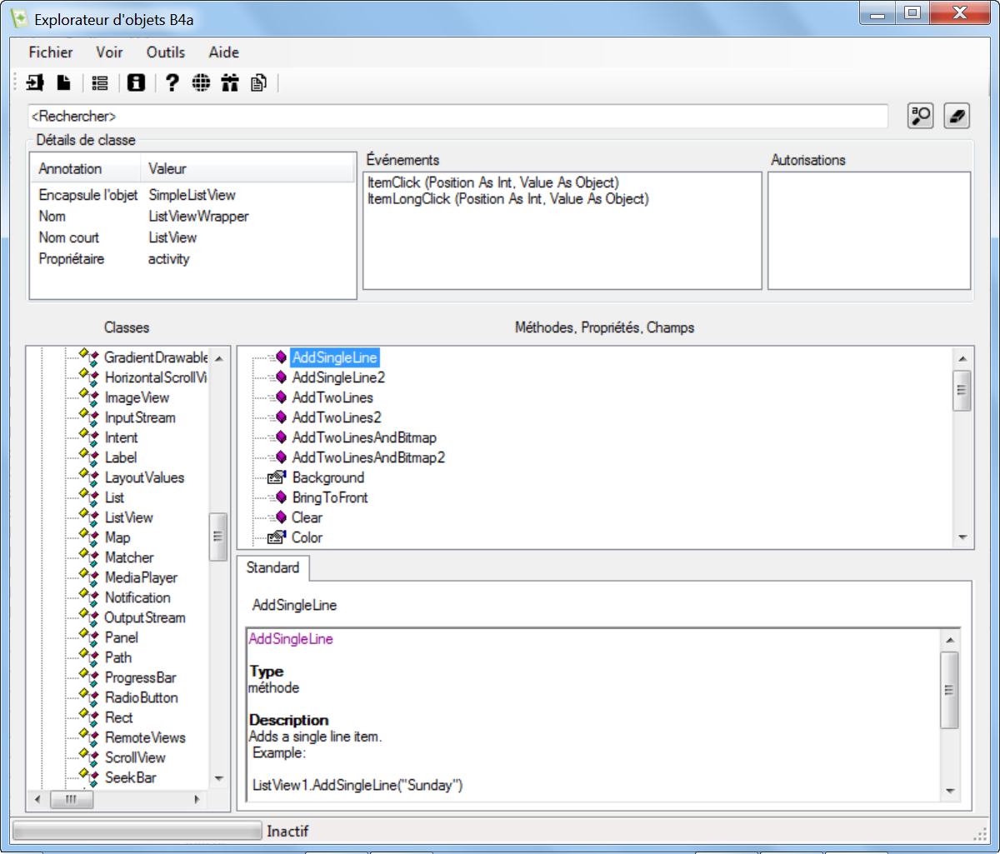 Explorateur d'objets B4a
Fichier Voir Outils Aide
<Rechercher>
Détails de classe
Annotation Valeur
Encapsule l'objet SimpleListView
Nom ListViewWrapper
Nom court ListView
Propriétaire activity
Événements
ItemClick (Position As Int, Value As Object)
ItemLongClick (Position As Int, Value As Object)
Autorisations
Classes
GradientDrawable
HorizontalScrollVi
ImageView
InputStream
Intent
Label
LayoutValues
List
ListView
Map
Matcher
MediaPlayer
Notification
OutputStream
Panel
Path
ProgressBar
RadioButton
Rect
RemoteViews
ScrollView
SeekBar
Méthodes, Propriétés, Champs
AddSingleLine
AddSingleLine2
AddTwoLines
AddTwoLines2
AddTwoLinesAndBitmap
AddTwoLinesAndBitmap2
Background
BringToFront
Clear
Color
Standard
AddSingleLine
AddSingleLine
Type
méthode
Description
Adds a single line item.
Example:
ListView1.AddSingleLine("Sunday")
Inactif